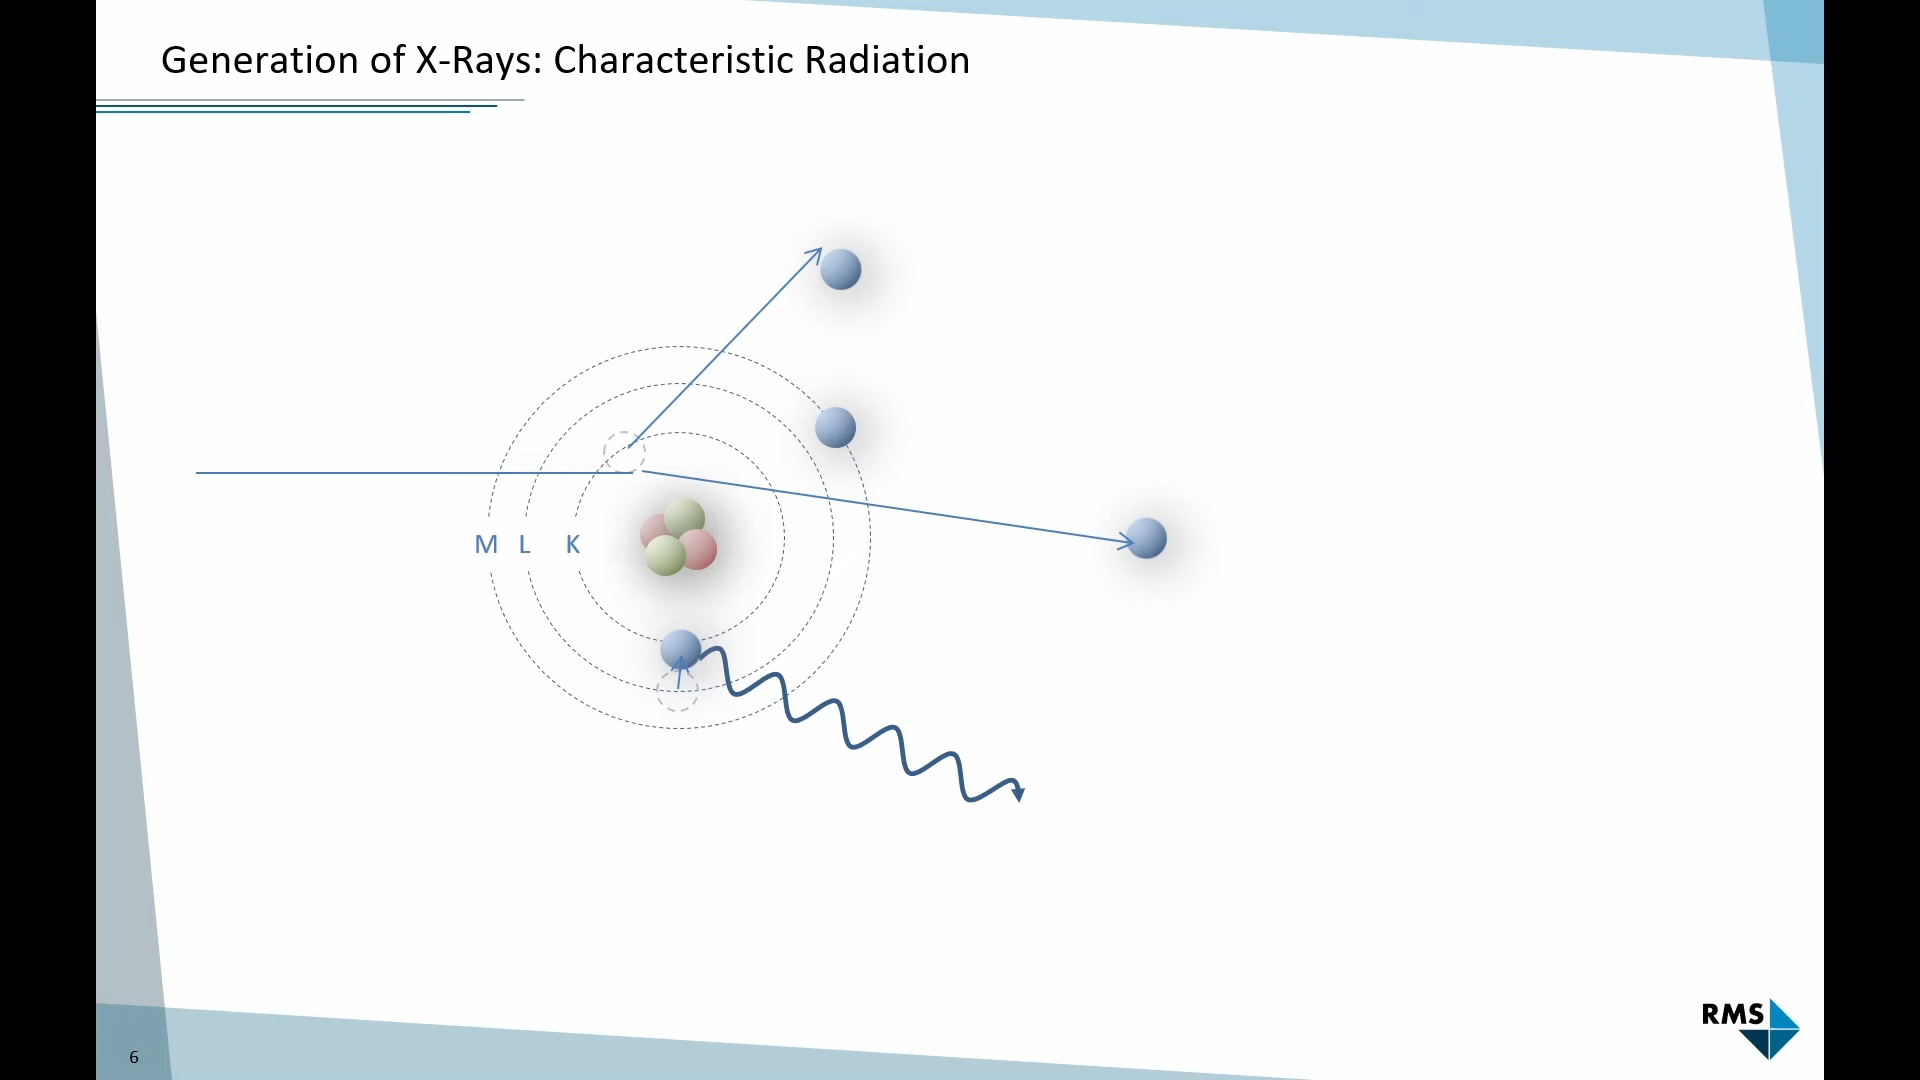 Generation of X-Rays: Characteristic Radiation
M L K
RMS
6